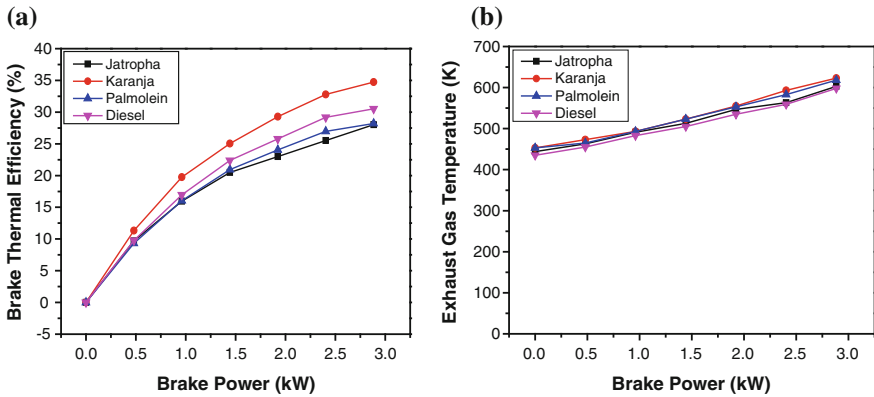 (a)
Brake Thermal Efficiency (%)
40
35
30
25
20
15
10
5
0
-5
Jatropha
Karanja
Palmolein
Diesel
0.0 0.5 1.0 1.5 2.0 2.5 3.0
Brake Power (kW)
(b)
Exhaust Gas Temperature (K)
700
600
500
400
300
200
100
0
Jatropha
Karanja
Palmolein
Diesel
0.0 0.5 1.0 1.5 2.0 2.5 3.0
Brake Power (kW)